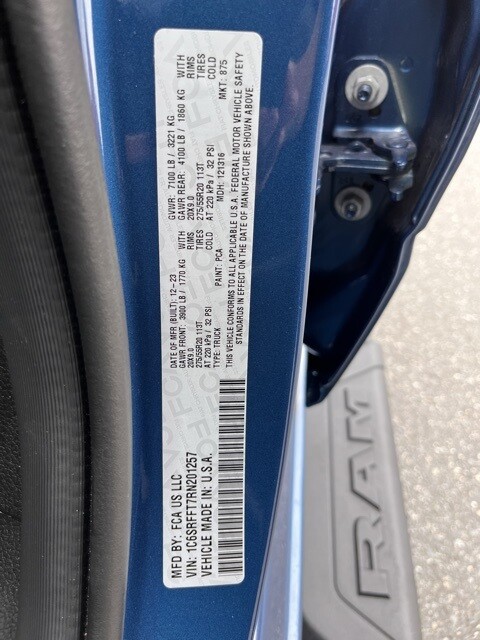 MFD BY: FCA US LLC
DATE OF MFR (BUILT): 12-23
GVWR: 7100 LB / 3221 KG
GAWR FRONT: 3900 LB / 1770 KG WITH
GAWR REAR: 4100 LB / 1860 KG WITH
20X9.0 RIMS
20X9.0 RIMS
275/55R20 113T TIRES
275/55R20 113T TIRES
AT 220 kPa / 32 PSI COLD
AT 220 kPa / 32 PSI COLD
VIN: 1C6SRFFT7RN201257
TYPE: TRUCK
PAINT: PCA
MDH: 121316
MKT: 875
VEHICLE MADE IN: U.S.A.
THIS VEHICLE CONFORMS TO ALL APPLICABLE U.S.A. FEDERAL MOTOR VEHICLE SAFETY
STANDARDS IN EFFECT ON THE DATE OF MANUFACTURE SHOWN ABOVE.
RAM